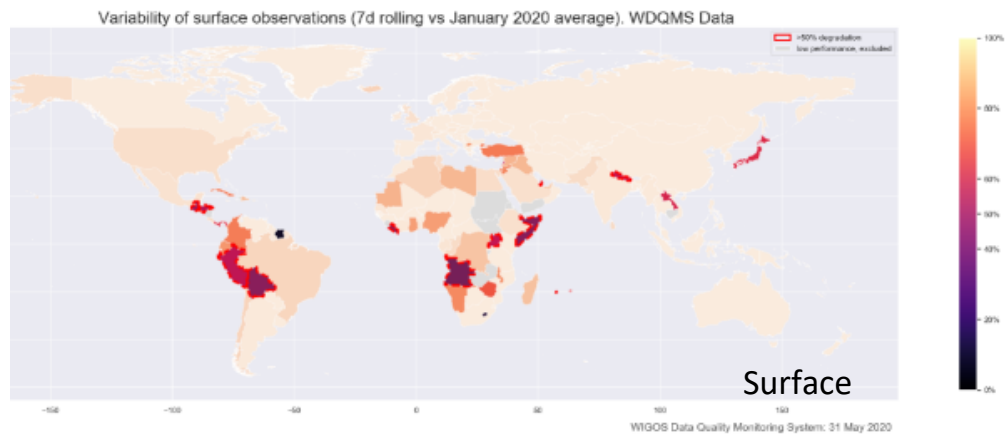 Variability of surface observations (7d rolling vs January 2020 average). WDQMS Data
>50% degradation
low performance, excluded
100%
80%
80%
60%
40%
20%
0%
Surface
−150
−100
−50
0
50
100
150
WIGOS Data Quality Monitoring System: 31 May 2020